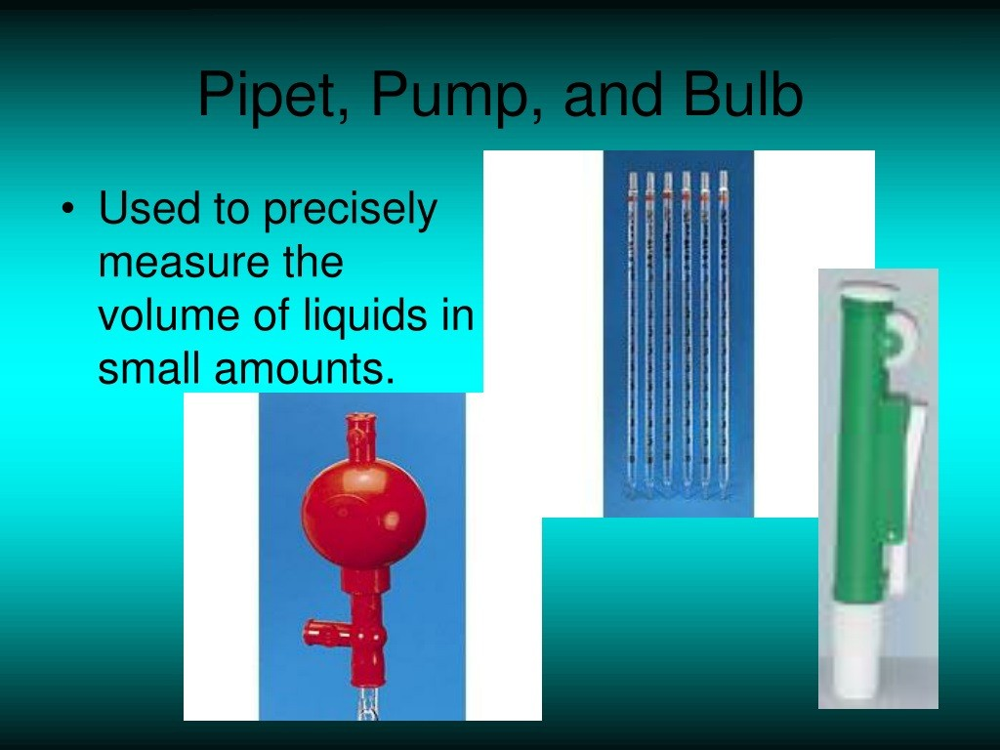 Pipet, Pump, and Bulb
• Used to precisely
measure the
volume of liquids in
small amounts.